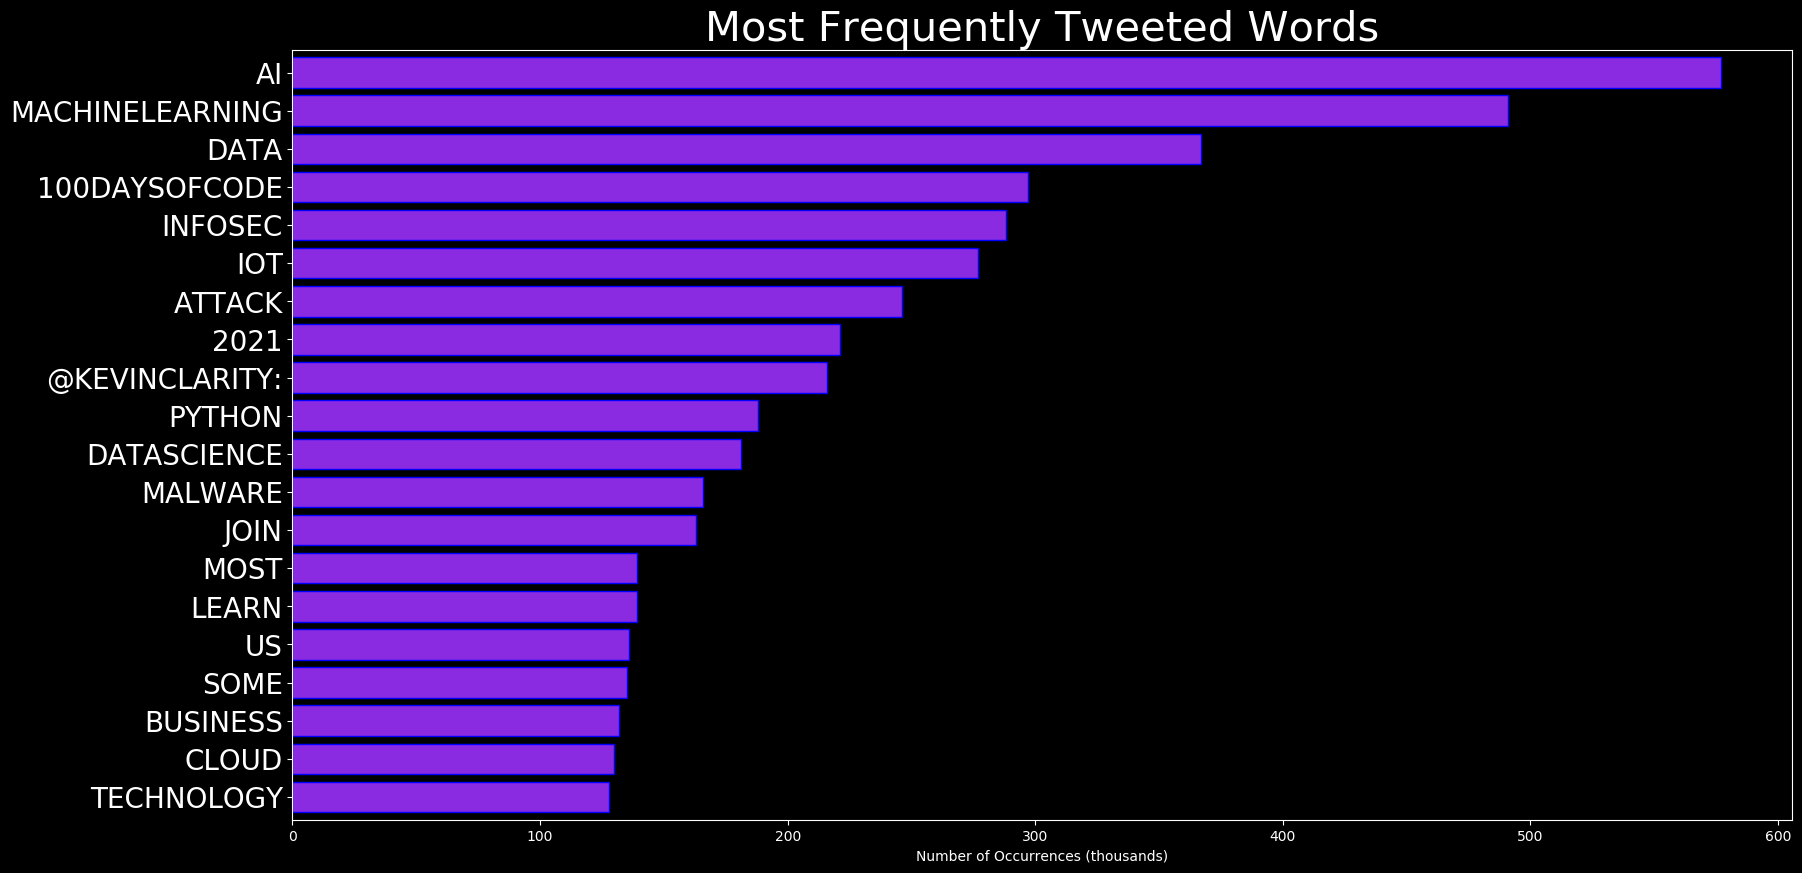 Most Frequently Tweeted Words
AI
MACHINELEARNING
DATA
100DAYSOFCODE
INFOSEC
IOT
ATTACK
2021
@KEVINCLARITY:
PYTHON
DATASCIENCE
MALWARE
JOIN
MOST
LEARN
US
SOME
BUSINESS
CLOUD
TECHNOLOGY
0 100 200 300 400 500 600
Number of Occurrences (thousands)